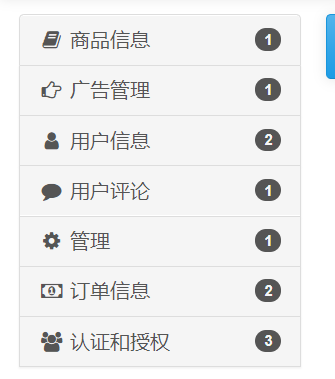 商品信息 1
广告管理 1
用户信息 2
用户评论 1
管理 1
订单信息 2
认证和授权 3